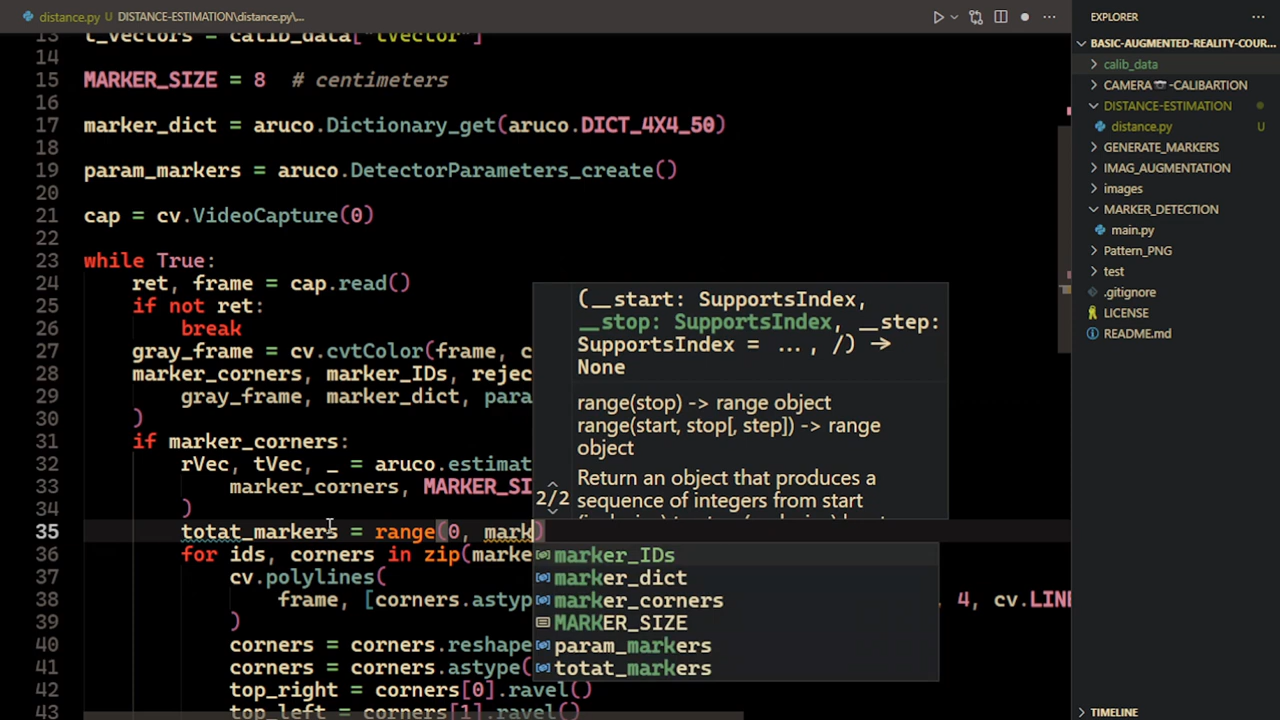 distance.py DISTANCE-ESTIMATION\distance.py\...
EXPLORER
BASIC-AUGMENTED-REALITY-COUR...
calib_data
CAMERA📷-CALIBARTION
DISTANCE-ESTIMATION
distance.py U
GENERATE_MARKERS
IMAG_AUGMENTATION
images
MARKER_DETECTION
main.py
Pattern_PNG
test
.gitignore
LICENSE
README.md
TIMELINE
13 t_vectors = calib_data["tVector"]
14
15 MARKER_SIZE = 8 # centimeters
16
17 marker_dict = aruco.Dictionary_get(aruco.DICT_4X4_50)
18
19 param_markers = aruco.DetectorParameters_create()
20
21 cap = cv.VideoCapture(0)
22
23 while True:
24 ret, frame = cap.read()
25 if not ret:
26 break
27 gray_frame = cv.cvtColor(frame, c
28 marker_corners, marker_IDs, rejec
29 gray_frame, marker_dict, para
30 )
31 if marker_corners:
32 rVec, tVec, _ = aruco.estimat
33 marker_corners, MARKER_SI
34 )
35 totat_markers = range(0, mark)
36 for ids, corners in zip(marke
37 cv.polylines(
38 frame, [corners.astyp , 4, cv.LINE
39 )
40 corners = corners.reshape
41 corners = corners.astype(
42 top_right = corners[0].ravel()
43 top_left = corners[1].ravel()
(__start: SupportsIndex,
__stop: SupportsIndex, __step:
SupportsIndex = ..., /) →
None
range(stop) -> range object
range(start, stop[, step]) -> range
object
Return an object that produces a
2/2 sequence of integers from start
marker_IDs
marker_dict
marker_corners
MARKER_SIZE
param_markers
totat_markers